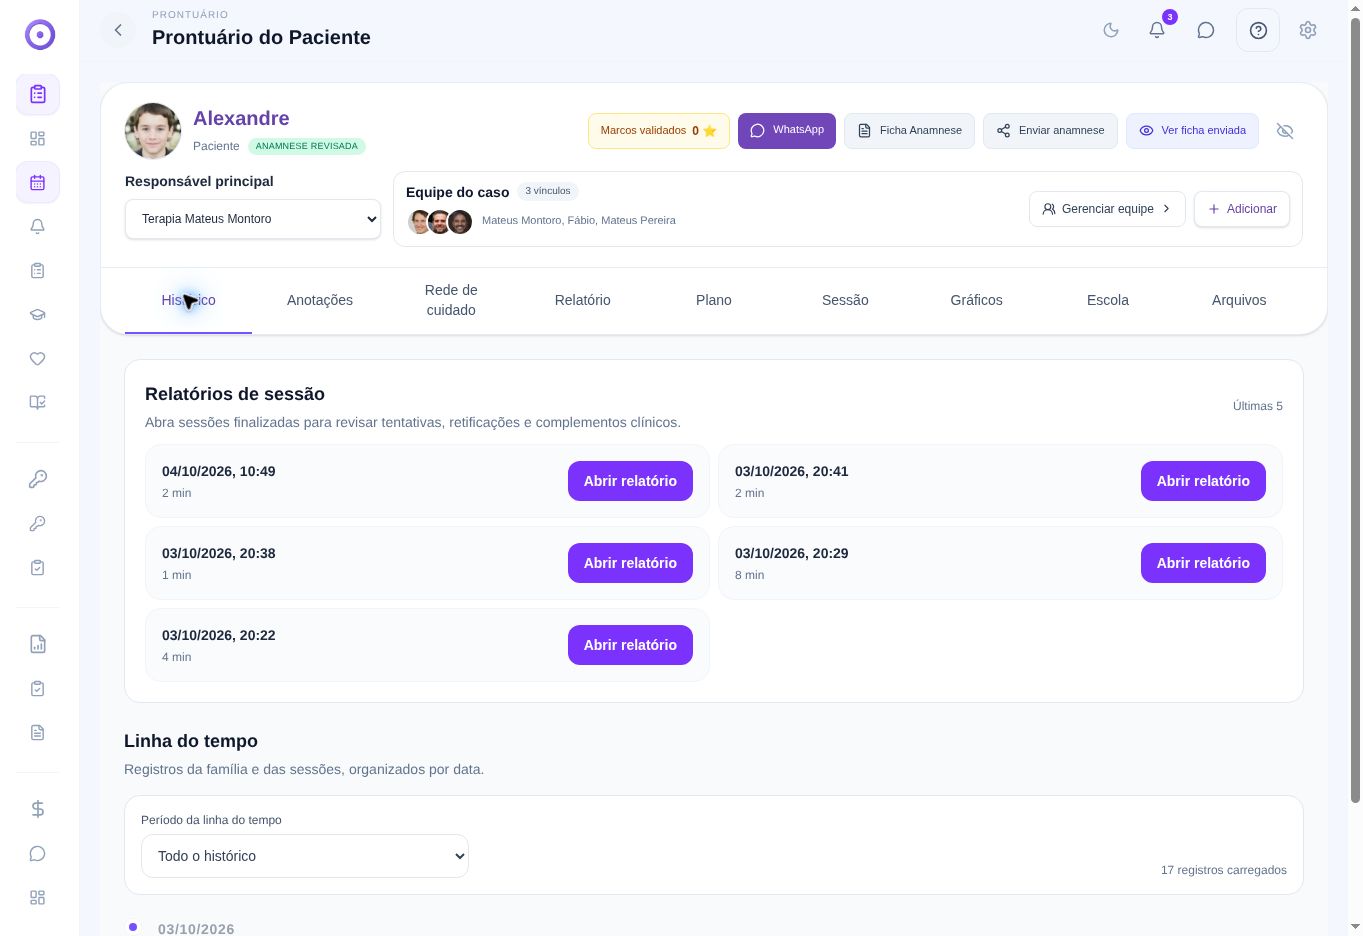 PRONTUÁRIO
Prontuário do Paciente
3
Alexandre
Paciente
ANAMNESE REVISADA
Marcos validados 0 ⭐
WhatsApp
Ficha Anamnese
Enviar anamnese
Ver ficha enviada
Responsável principal
Terapia Mateus Montoro
Equipe do caso
3 vínculos
Mateus Montoro, Fábio, Mateus Pereira
Gerenciar equipe
Adicionar
Anotações
Rede de
cuidado
Relatório
Plano
Sessão
Gráficos
Escola
Arquivos
Relatórios de sessão
Abra sessões finalizadas para revisar tentativas, retificações e complementos clínicos.
Últimas 5
04/10/2026, 10:49
2 min
Abrir relatório
03/10/2026, 20:41
2 min
Abrir relatório
03/10/2026, 20:38
1 min
Abrir relatório
03/10/2026, 20:29
8 min
Abrir relatório
03/10/2026, 20:22
4 min
Abrir relatório
Linha do tempo
Registros da família e das sessões, organizados por data.
Período da linha do tempo
Todo o histórico
17 registros carregados
03/10/2026